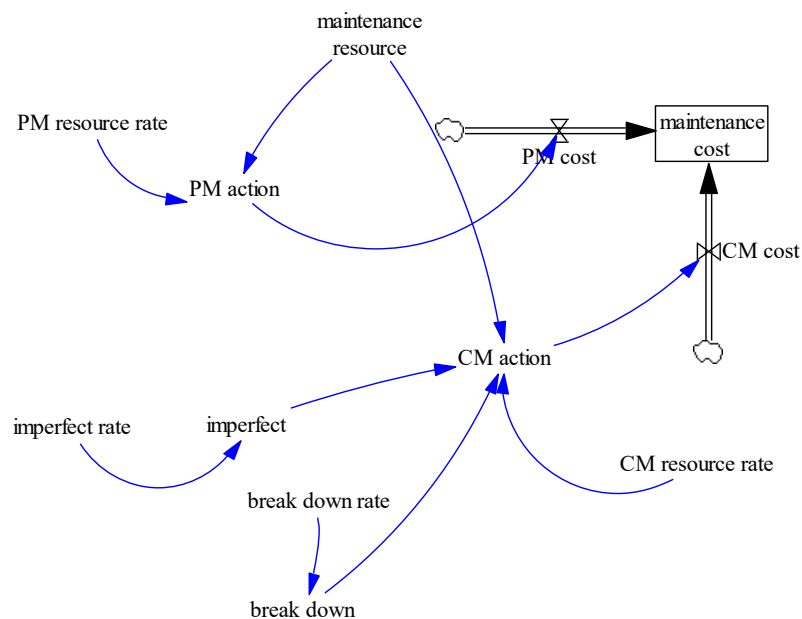 maintenance
resource
PM resource rate
maintenance
cost
PM cost
PM action
CM cost
CM action
imperfect rate
imperfect
CM resource rate
break down rate
break down